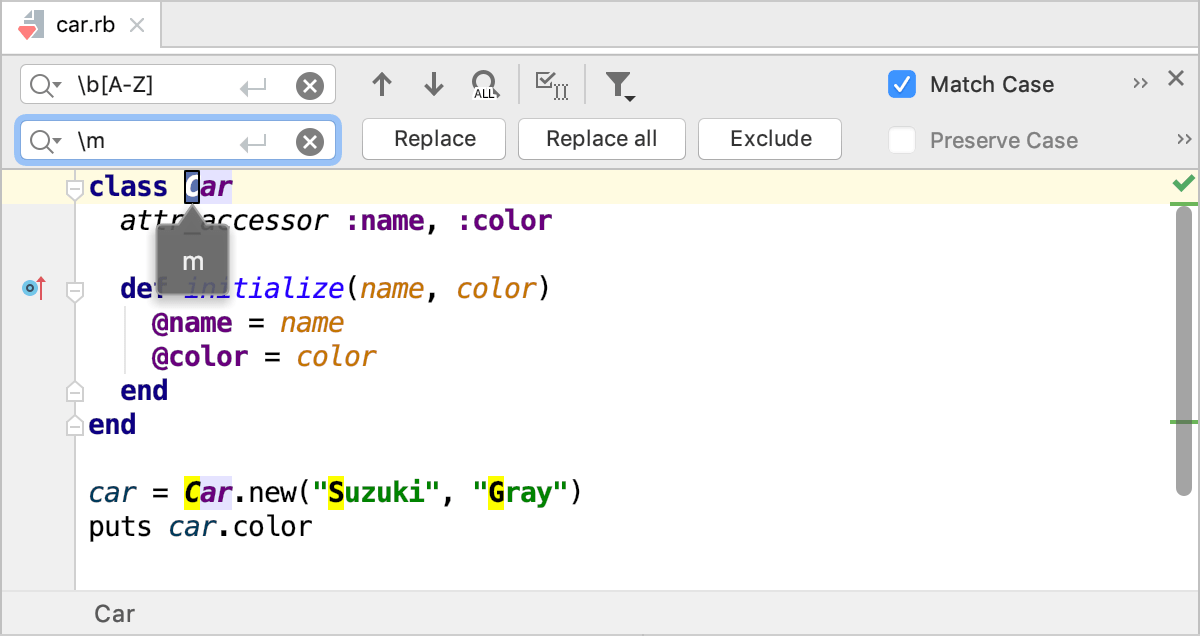 car.rb
\b[A-Z]
ALL
Match Case
\m
Replace
Replace all
Exclude
Preserve Case
class Car
attr_accessor :name, :color
m
def initialize(name, color)
@name = name
@color = color
end
end
car = Car.new("Suzuki", "Gray")
puts car.color
Car